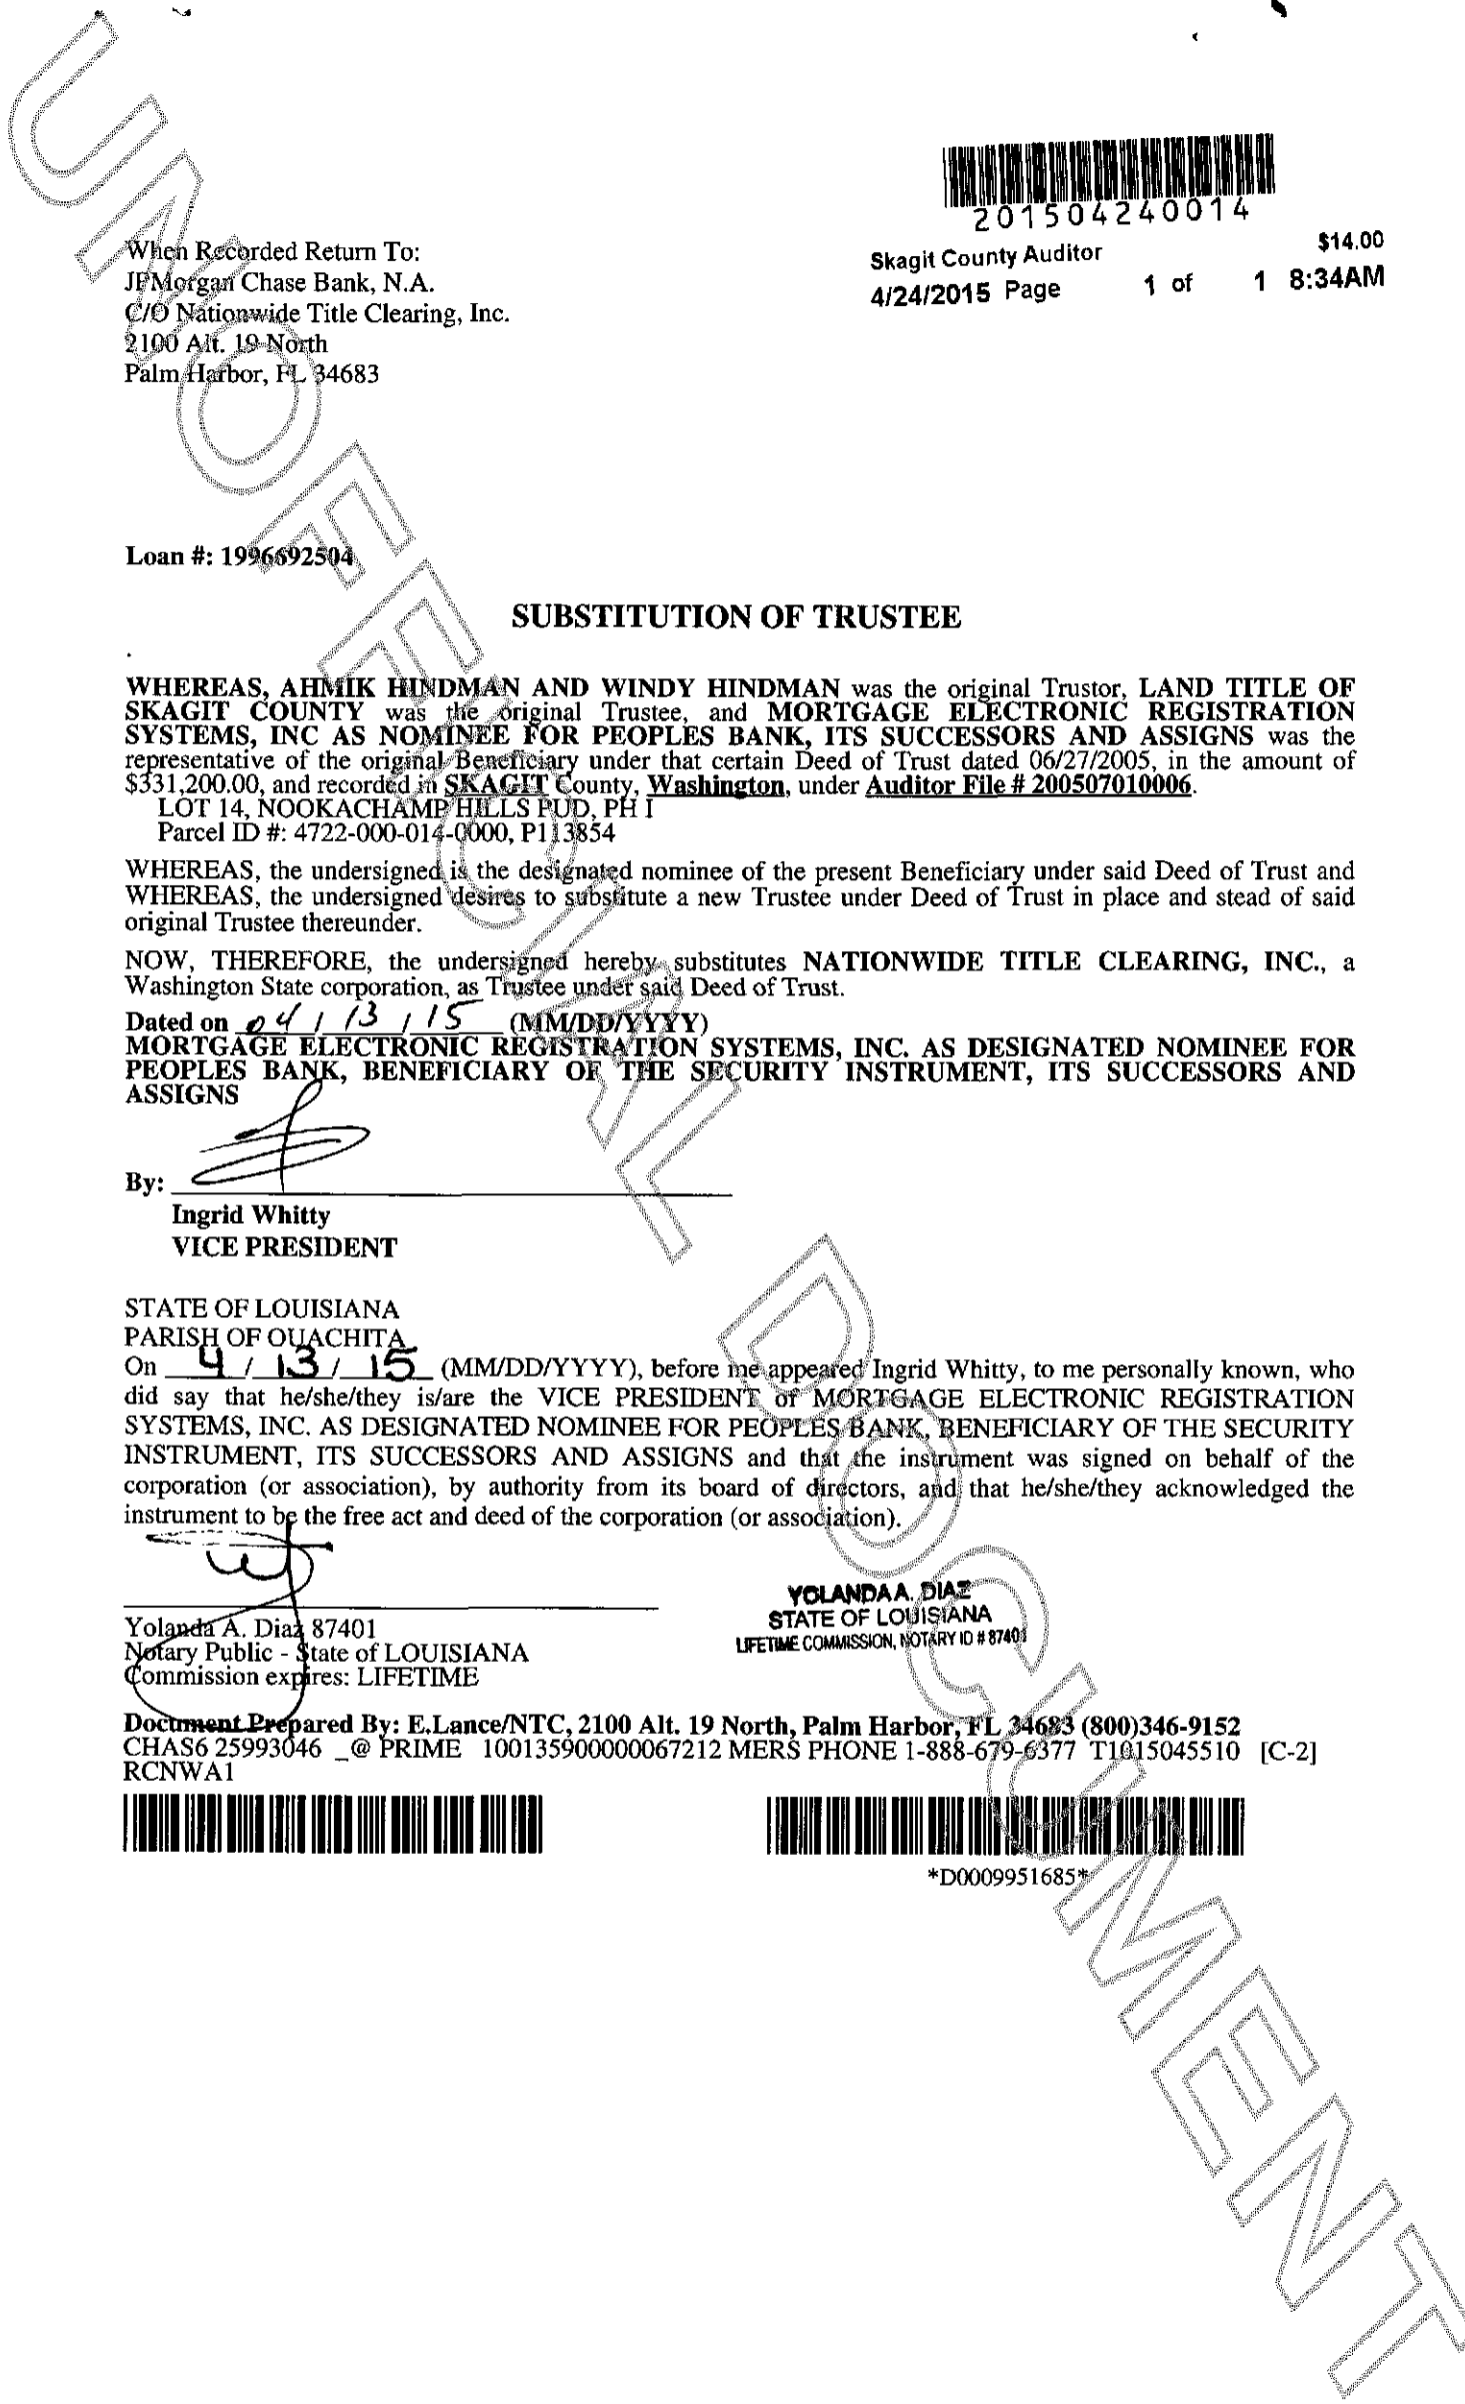 201504240014
Skagit County Auditor $14.00
4/24/2015 Page 1 of 1 8:34AM
When Recorded Return To:
JPMorgan Chase Bank, N.A.
C/O Nationwide Title Clearing, Inc.
2100 Alt. 19 North
Palm Harbor, FL 34683
Loan #: 1996692504
SUBSTITUTION OF TRUSTEE
WHEREAS, AHMIK HINDMAN AND WINDY HINDMAN was the original Trustor, LAND TITLE OF
SKAGIT COUNTY was the original Trustee, and MORTGAGE ELECTRONIC REGISTRATION
SYSTEMS, INC AS NOMINEE FOR PEOPLES BANK, ITS SUCCESSORS AND ASSIGNS was the
representative of the original Beneficiary under that certain Deed of Trust dated 06/27/2005, in the amount of
$331,200.00, and recorded in SKAGIT County, Washington, under Auditor File # 200507010006.
LOT 14, NOOKACHAMP HILLS PUD, PH I
Parcel ID #: 4722-000-014-0000, P113854
WHEREAS, the undersigned is the designated nominee of the present Beneficiary under said Deed of Trust and
WHEREAS, the undersigned desires to substitute a new Trustee under Deed of Trust in place and stead of said
original Trustee thereunder.
NOW, THEREFORE, the undersigned hereby substitutes NATIONWIDE TITLE CLEARING, INC., a
Washington State corporation, as Trustee under said Deed of Trust.
Dated on 04 / 13 / 15 (MM/DD/YYYY)
MORTGAGE ELECTRONIC REGISTRATION SYSTEMS, INC. AS DESIGNATED NOMINEE FOR
PEOPLES BANK, BENEFICIARY OF THE SECURITY INSTRUMENT, ITS SUCCESSORS AND
ASSIGNS
By:
Ingrid Whitty
VICE PRESIDENT
STATE OF LOUISIANA
PARISH OF OUACHITA
On 4 / 13 / 15 (MM/DD/YYYY), before me appeared Ingrid Whitty, to me personally known, who
did say that he/she/they is/are the VICE PRESIDENT of MORTGAGE ELECTRONIC REGISTRATION
SYSTEMS, INC. AS DESIGNATED NOMINEE FOR PEOPLES BANK, BENEFICIARY OF THE SECURITY
INSTRUMENT, ITS SUCCESSORS AND ASSIGNS and that the instrument was signed on behalf of the
corporation (or association), by authority from its board of directors, and that he/she/they acknowledged the
instrument to be the free act and deed of the corporation (or association).
YOLANDA A. DIAZ
STATE OF LOUISIANA
LIFETIME COMMISSION, NOTARY ID # 87401
Yolanda A. Diaz 87401
Notary Public - State of LOUISIANA
Commission expires: LIFETIME
Document Prepared By: E.Lance/NTC, 2100 Alt. 19 North, Palm Harbor, FL 34683 (800)346-9152
CHAS6 25993046 _@ PRIME 100135900000067212 MERS PHONE 1-888-679-6377 T1015045510 [C-2]
RCNWA1
*D0009951685*
UNOFFICIAL DOCUMENT